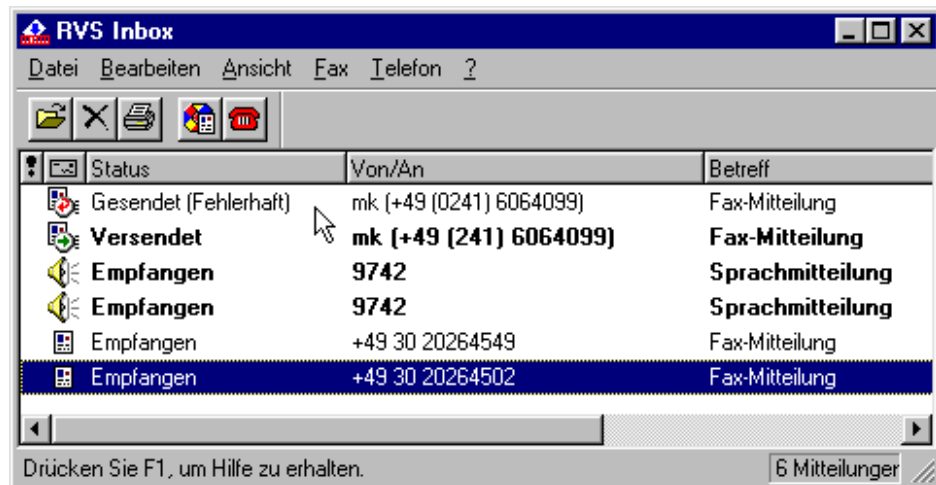 RVS Inbox
Datei Bearbeiten Ansicht Fax Telefon ?
Status Von/An Betreff
Gesendet (Fehlerhaft) mk (+49 (0241) 6064099) Fax-Mitteilung
Versendet mk (+49 (241) 6064099) Fax-Mitteilung
Empfangen 9742 Sprachmitteilung
Empfangen 9742 Sprachmitteilung
Empfangen +49 30 20264549 Fax-Mitteilung
Empfangen +49 30 20264502 Fax-Mitteilung
Drücken Sie F1, um Hilfe zu erhalten. 6 Mitteilunger